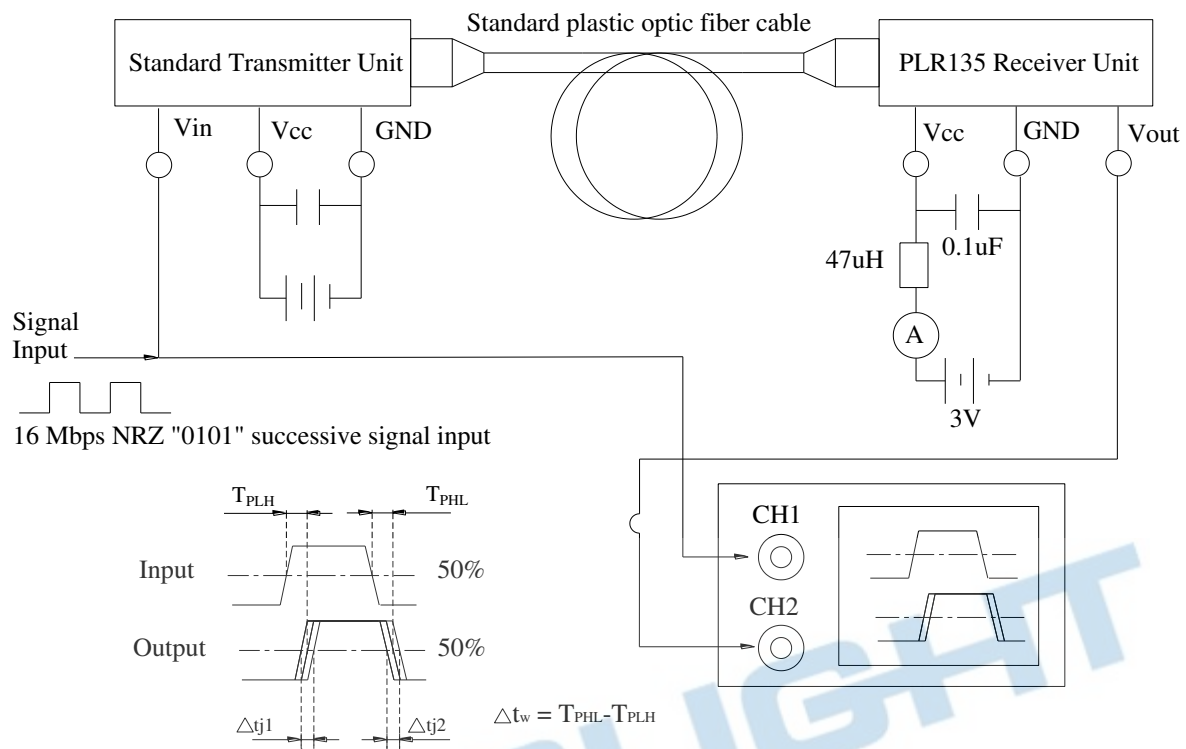 Standard plastic optic fiber cable
Standard Transmitter Unit
PLR135 Receiver Unit
Vin
Vcc
GND
Vcc
GND
Vout
0.1uF
47uH
A
3V
Signal
Input
16 Mbps NRZ "0101" successive signal input
TPLH
TPHL
Input
50%
Output
50%
△tj1
△tj2
△tw = TPHL-TPLH
CH1
CH2
LIGHT